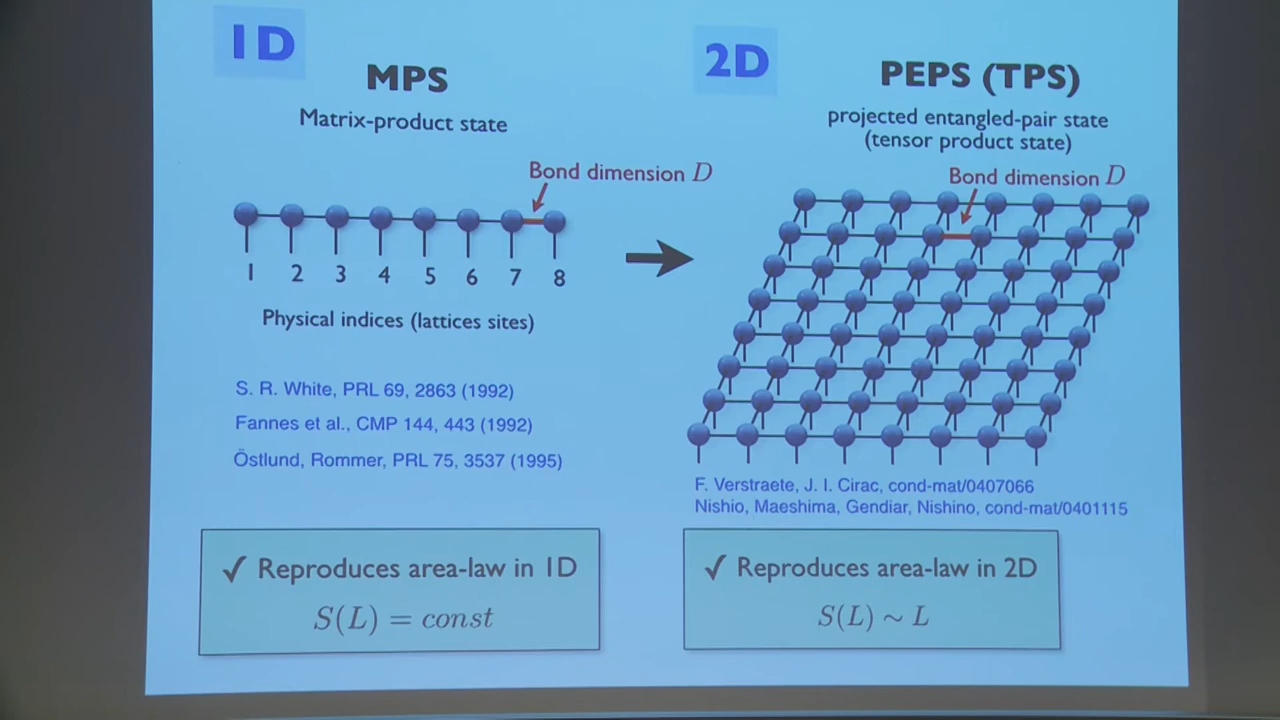 1D
MPS
Matrix-product state
Bond dimension D
1 2 3 4 5 6 7 8
Physical indices (lattices sites)
S. R. White, PRL 69, 2863 (1992)
Fannes et al., CMP 144, 443 (1992)
Östlund, Rommer, PRL 75, 3537 (1995)
✓ Reproduces area-law in 1D
S(L) = const
2D
PEPS (TPS)
projected entangled-pair state
(tensor product state)
Bond dimension D
F. Verstraete, J. I. Cirac, cond-mat/0407066
Nishio, Maeshima, Gendiar, Nishino, cond-mat/0401115
✓ Reproduces area-law in 2D
S(L) ~ L